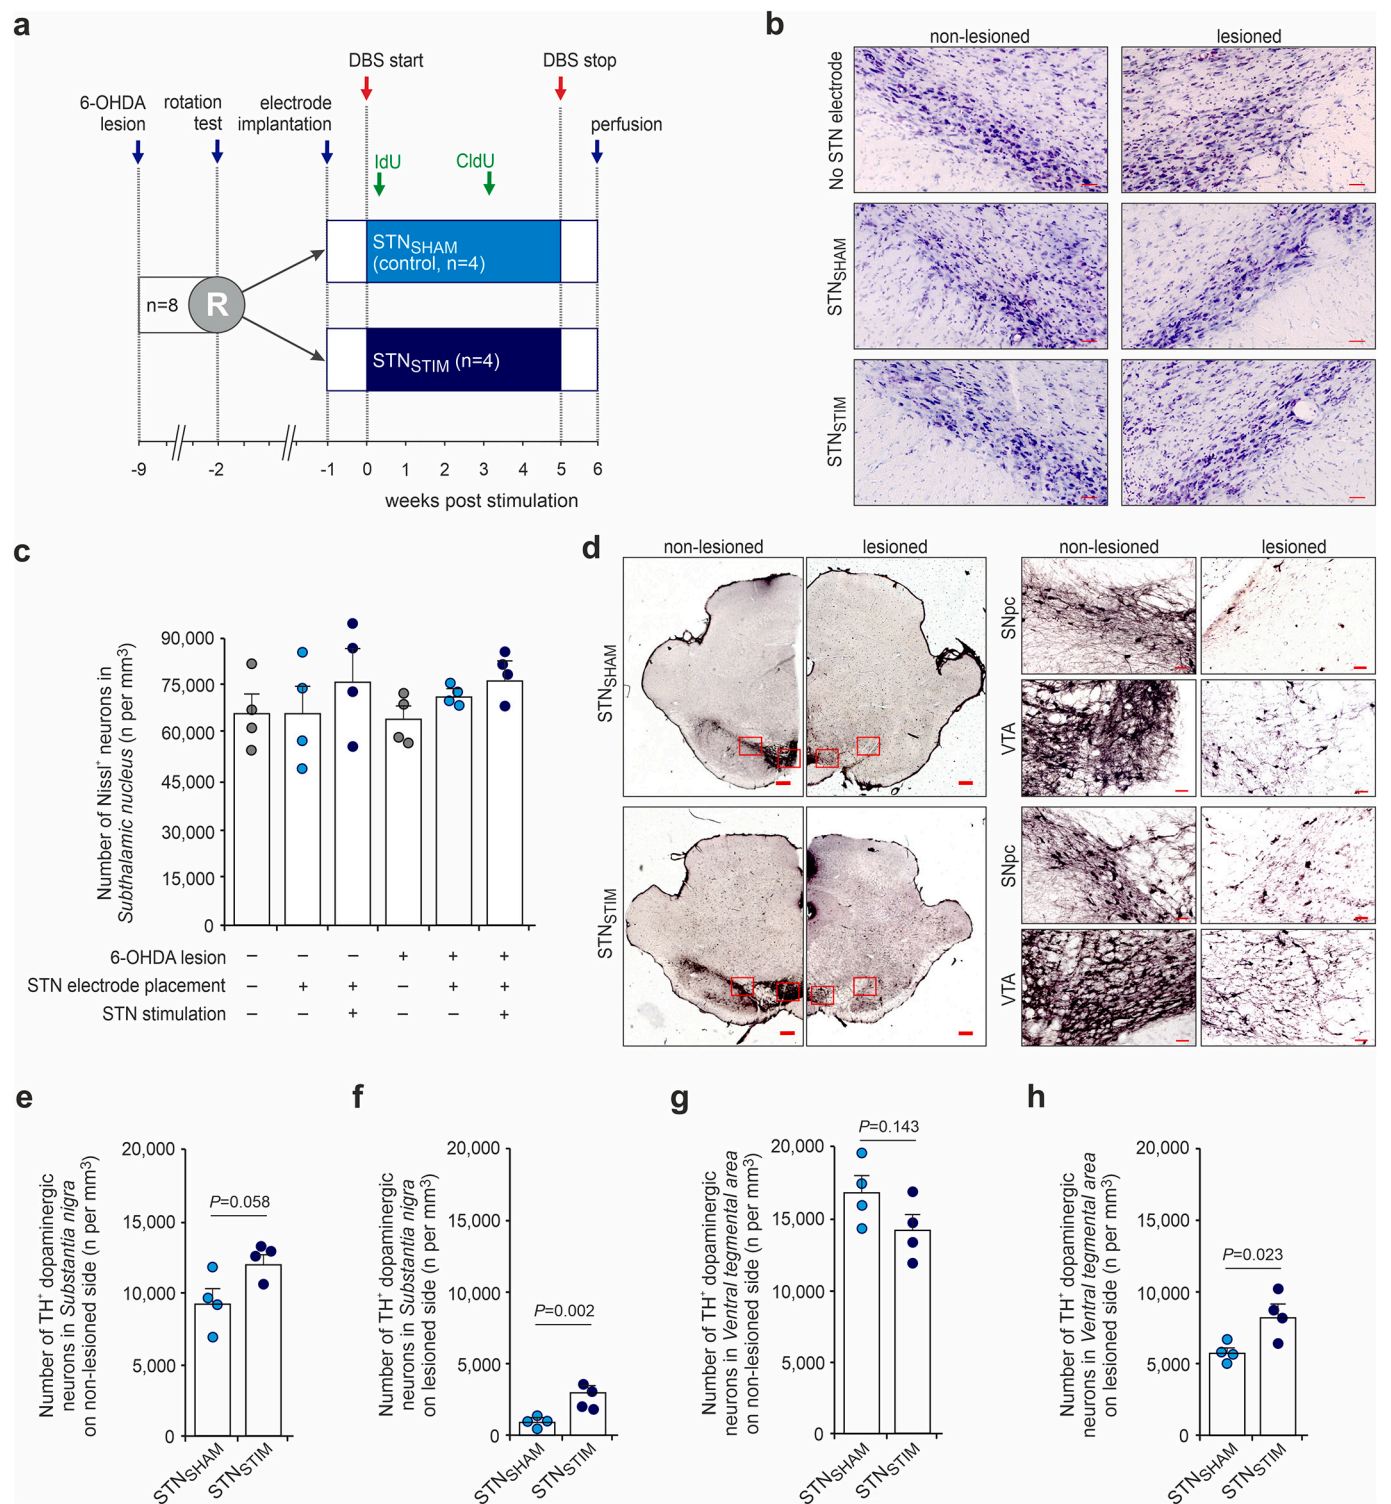 a
DBS start
DBS stop
6-OHDA
lesion
rotation
test
electrode
implantation
perfusion
IdU
CldU
STNSHAM
(control, n=4)
n=8
R
STNSTIM (n=4)
-9
-2
-1
0
1
2
3
4
5
6
weeks post stimulation
b
non-lesioned
lesioned
No STN electrode
STNSHAM
STNSTIM
c
Number of Nissl+ neurons in
Subthalamic nucleus (n per mm3)
90,000
75,000
60,000
45,000
30,000
15,000
0
6-OHDA lesion – – – + + +
STN electrode placement – + + – + +
STN stimulation – – + – – +
d
non-lesioned
lesioned
non-lesioned
lesioned
STNSHAM
STNSTIM
SNpc
VTA
SNpc
VTA
e
Number of TH+ dopaminergic
neurons in Substantia nigra
on non-lesioned side (n per mm3)
20,000
15,000
10,000
5,000
0
P=0.058
STNSHAM
STNSTIM
f
Number of TH+ dopaminergic
neurons in Substantia nigra
on lesioned side (n per mm3)
20,000
15,000
10,000
5,000
0
P=0.002
STNSHAM
STNSTIM
g
Number of TH+ dopaminergic
neurons in Ventral tegmental area
on non-lesioned side (n per mm3)
20,000
15,000
10,000
5,000
0
P=0.143
STNSHAM
STNSTIM
h
Number of TH+ dopaminergic
neurons in Ventral tegmental area
on lesioned side (n per mm3)
20,000
15,000
10,000
5,000
0
P=0.023
STNSHAM
STNSTIM